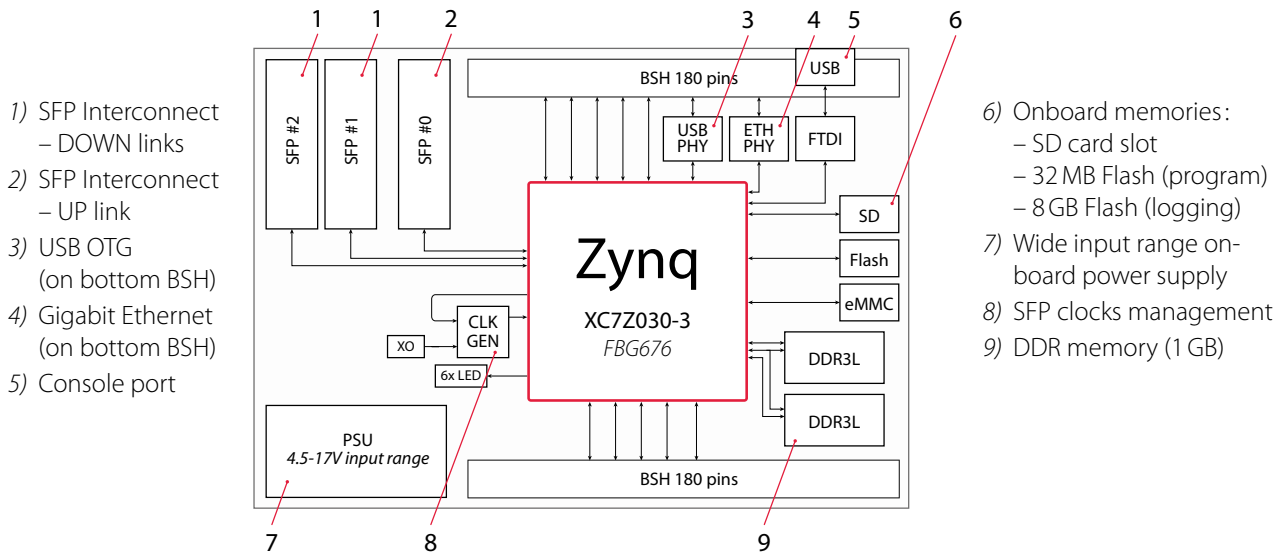 1
1
2
3
4
5
6
1) SFP Interconnect
– DOWN links
2) SFP Interconnect
– UP link
3) USB OTG
(on bottom BSH)
4) Gigabit Ethernet
(on bottom BSH)
5) Console port
SFP #2
SFP #1
SFP #0
BSH 180 pins
USB
USB
PHY
ETH
PHY
FTDI
Zynq
XC7Z030-3
FBG676
SD
Flash
eMMC
DDR3L
DDR3L
CLK
GEN
XO
6x LED
PSU
4.5-17V input range
BSH 180 pins
6) Onboard memories:
– SD card slot
– 32 MB Flash (program)
– 8 GB Flash (logging)
7) Wide input range on-
board power supply
8) SFP clocks management
9) DDR memory (1 GB)
7
8
9